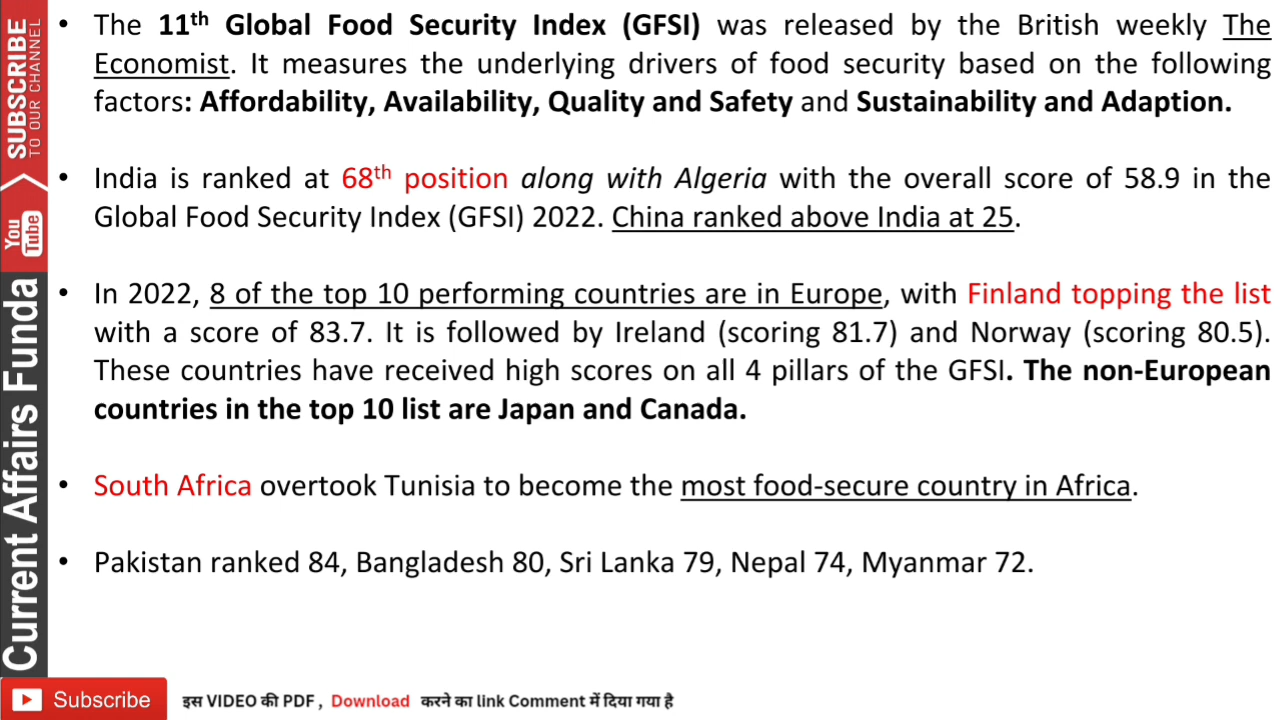 • The 11th Global Food Security Index (GFSI) was released by the British weekly The
Economist. It measures the underlying drivers of food security based on the following
factors: Affordability, Availability, Quality and Safety and Sustainability and Adaption.
• India is ranked at 68th position along with Algeria with the overall score of 58.9 in the
Global Food Security Index (GFSI) 2022. China ranked above India at 25.
• In 2022, 8 of the top 10 performing countries are in Europe, with Finland topping the list
with a score of 83.7. It is followed by Ireland (scoring 81.7) and Norway (scoring 80.5).
These countries have received high scores on all 4 pillars of the GFSI. The non-European
countries in the top 10 list are Japan and Canada.
• South Africa overtook Tunisia to become the most food-secure country in Africa.
• Pakistan ranked 84, Bangladesh 80, Sri Lanka 79, Nepal 74, Myanmar 72.
SUBSCRIBE
TO OUR CHANNEL
You
Tube
Current Affairs Funda
Subscribe
इस VIDEO की PDF , Download करने का link Comment में दिया गया है